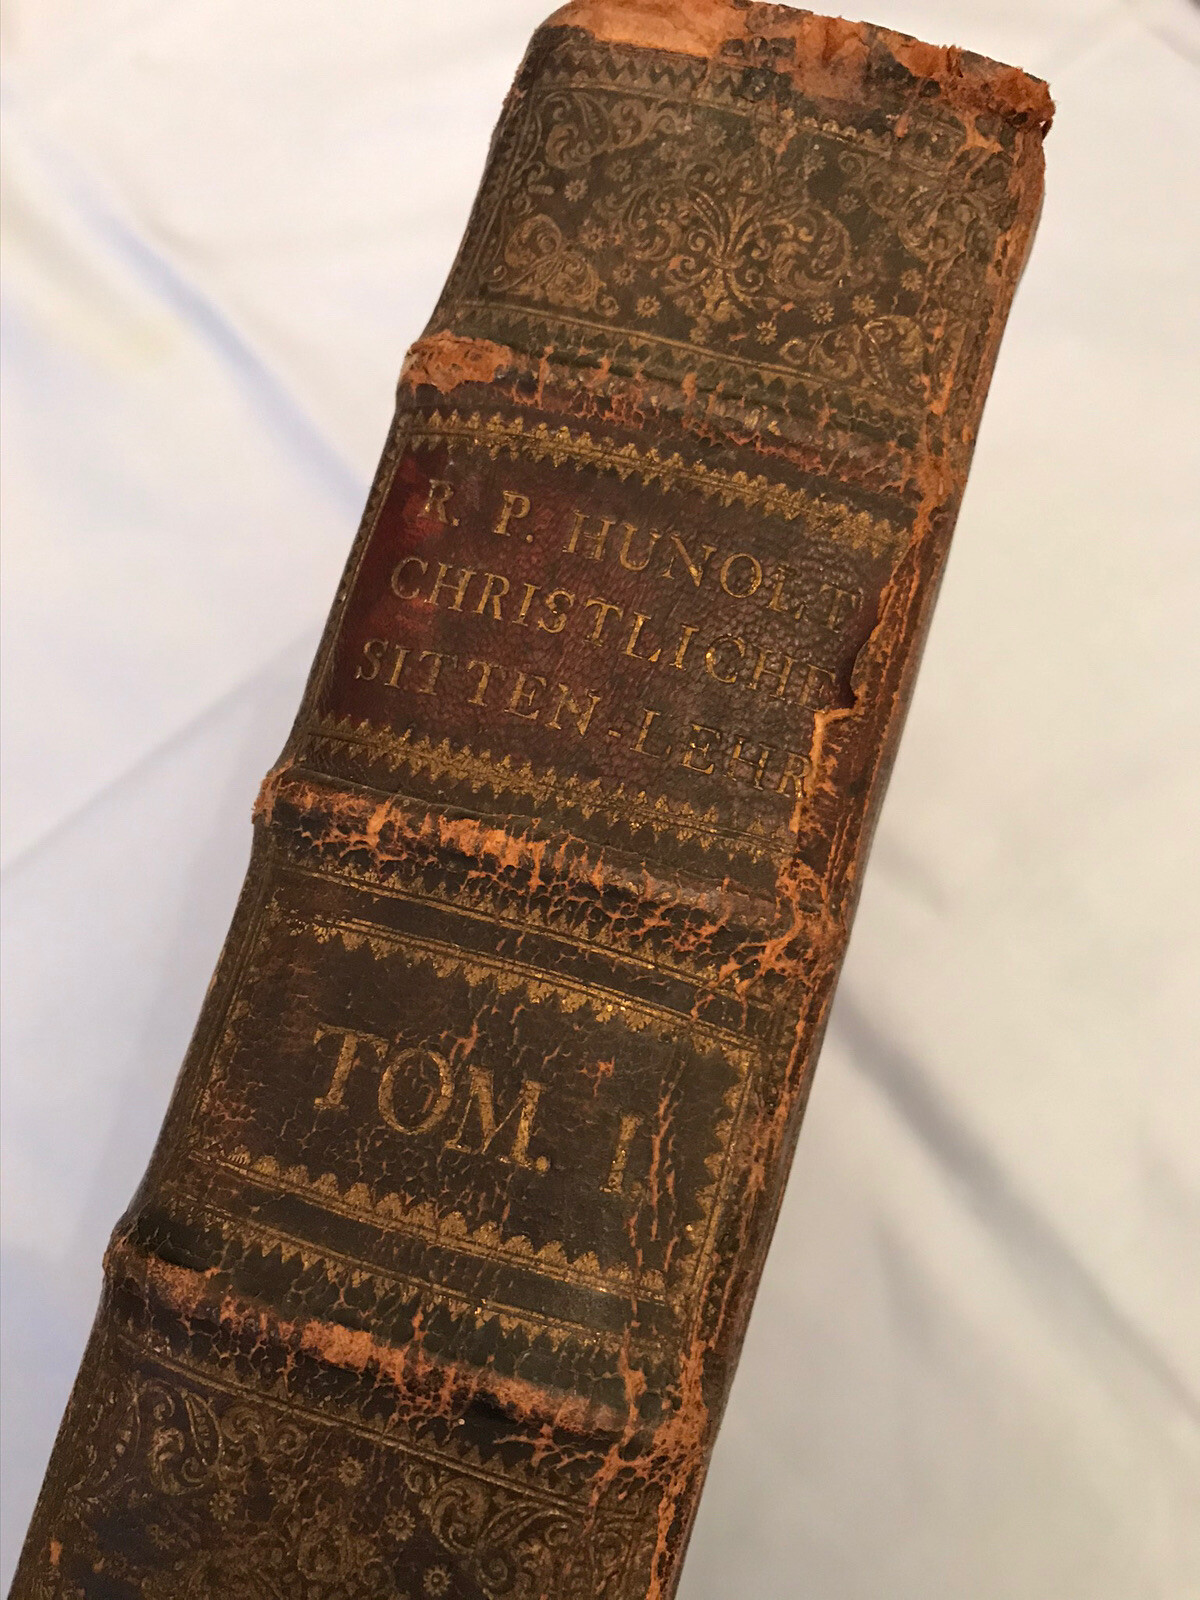 R. P. HUNOLT
CHRISTLICHE
SITTEN-LEHR
TOM. I.